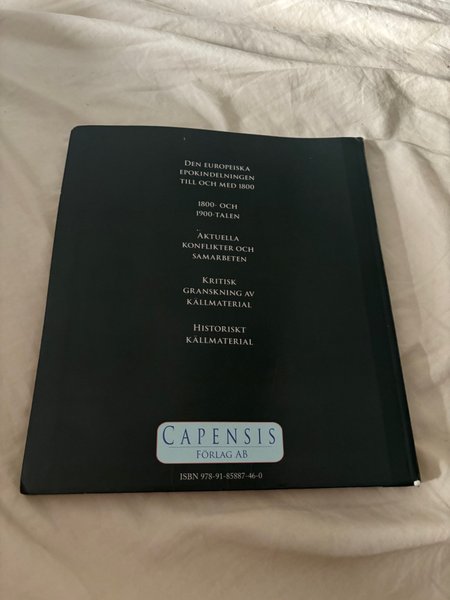 DEN EUROPEISKA
EPOKINDELNINGEN
TILL OCH MED 1800
1800- OCH
1900-TALEN
AKTUELLA
KONFLIKTER OCH
SAMARBETEN
KRITISK
GRANSKNING AV
KÄLLMATERIAL
HISTORISKT
KÄLLMATERIAL
CAPENSIS
FÖRLAG AB
ISBN 978-91-85887-46-0